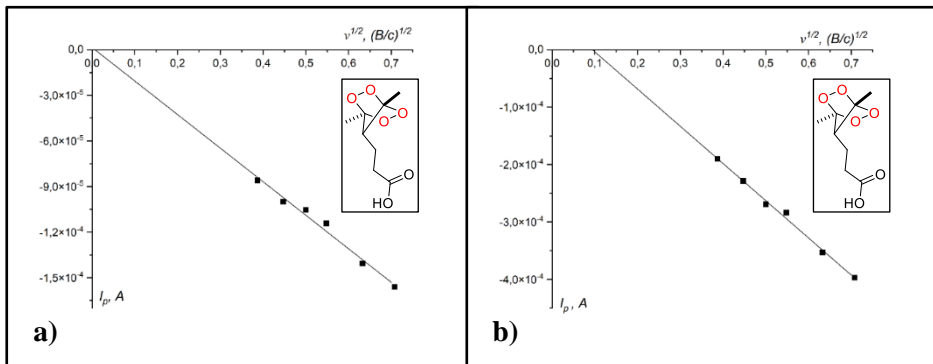 v^1/2, (B/c)^1/2
0,0
0,0 0,1 0,2 0,3 0,4 0,5 0,6 0,7
-3,0×10^-5
-6,0×10^-5
-9,0×10^-5
-1,2×10^-4
-1,5×10^-4
I_p, A
O
O
O
O
O
HO
a)
v^1/2, (B/c)^1/2
0,0
0,0 0,1 0,2 0,3 0,4 0,5 0,6 0,7
-1,0×10^-4
-2,0×10^-4
-3,0×10^-4
-4,0×10^-4
I_p, A
O
O
O
O
O
HO
b)